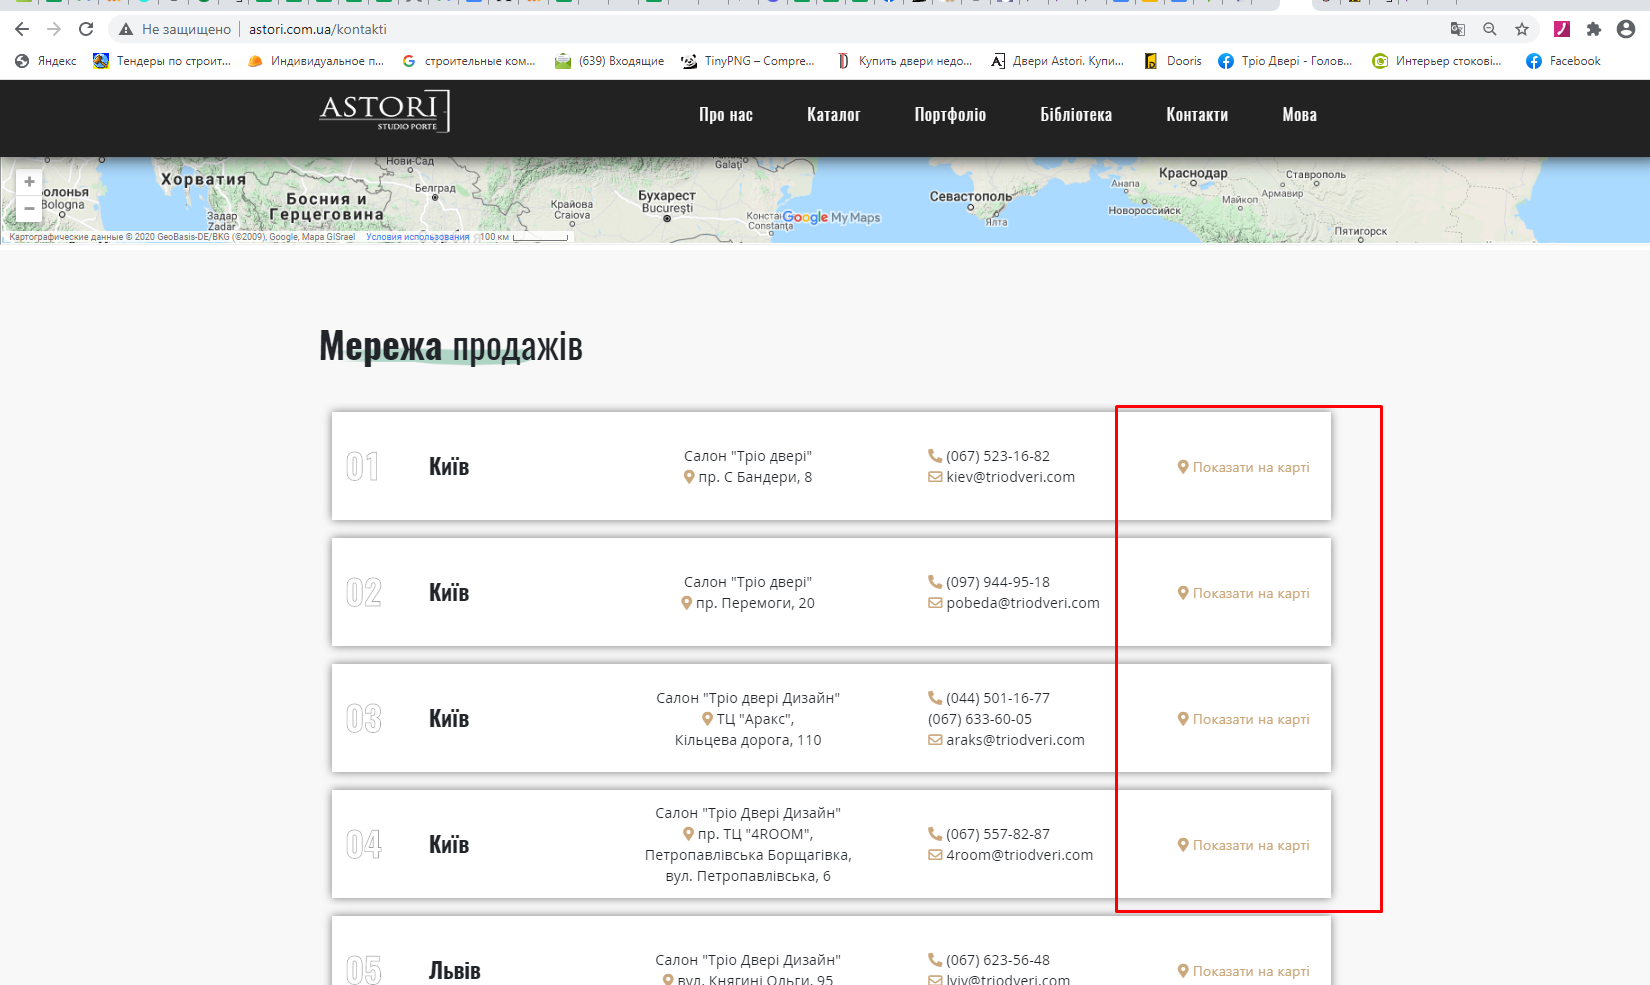 Не защищено astori.com.ua/kontakti
Яндекс Тендеры по строит... Индивидуальное п... строительные ком... (639) Входящие TinyPNG – Compre... Купить двери недо... Двери Astori. Купи... Dooris Тріо Двері - Голов... Интерьер стокові... Facebook
ASTORI
STUDIO PORTE
Про нас Каталог Портфоліо Бібліотека Контакти Мова
Нови-Сад
Galați
Хорватия
Краснодар
Ставрополь
олонья
Bologna
Босния и
Герцеговина
Белград
Бухарест
București
Крайова
Craiova
Севастополь
Анапа
Армавир
Майкоп
Новороссийск
Задар
Zadar
Конста
Constanța
Google My Maps
Ялта
Пятигорск
Картографические данные © 2020 GeoBasis-DE/BKG (©2009), Google, Mapa GISrael Условия использования 100 км
Мережа продажів
01
Київ
Салон "Тріо двері"
пр. С Бандери, 8
(067) 523-16-82
kiev@triodveri.com
Показати на карті
02
Київ
Салон "Тріо двері"
пр. Перемоги, 20
(097) 944-95-18
pobeda@triodveri.com
Показати на карті
03
Київ
Салон "Тріо двері Дизайн"
ТЦ "Аракс",
Кільцева дорога, 110
(044) 501-16-77
(067) 633-60-05
araks@triodveri.com
Показати на карті
04
Київ
Салон "Тріо Двері Дизайн"
пр. ТЦ "4ROOM",
Петропавлівська Борщагівка,
вул. Петропавлівська, 6
(067) 557-82-87
4room@triodveri.com
Показати на карті
05
Львів
Салон "Тріо Двері Дизайн"
вул. Княгині Ольги, 95
(067) 623-56-48
lviv@triodveri.com
Показати на карті